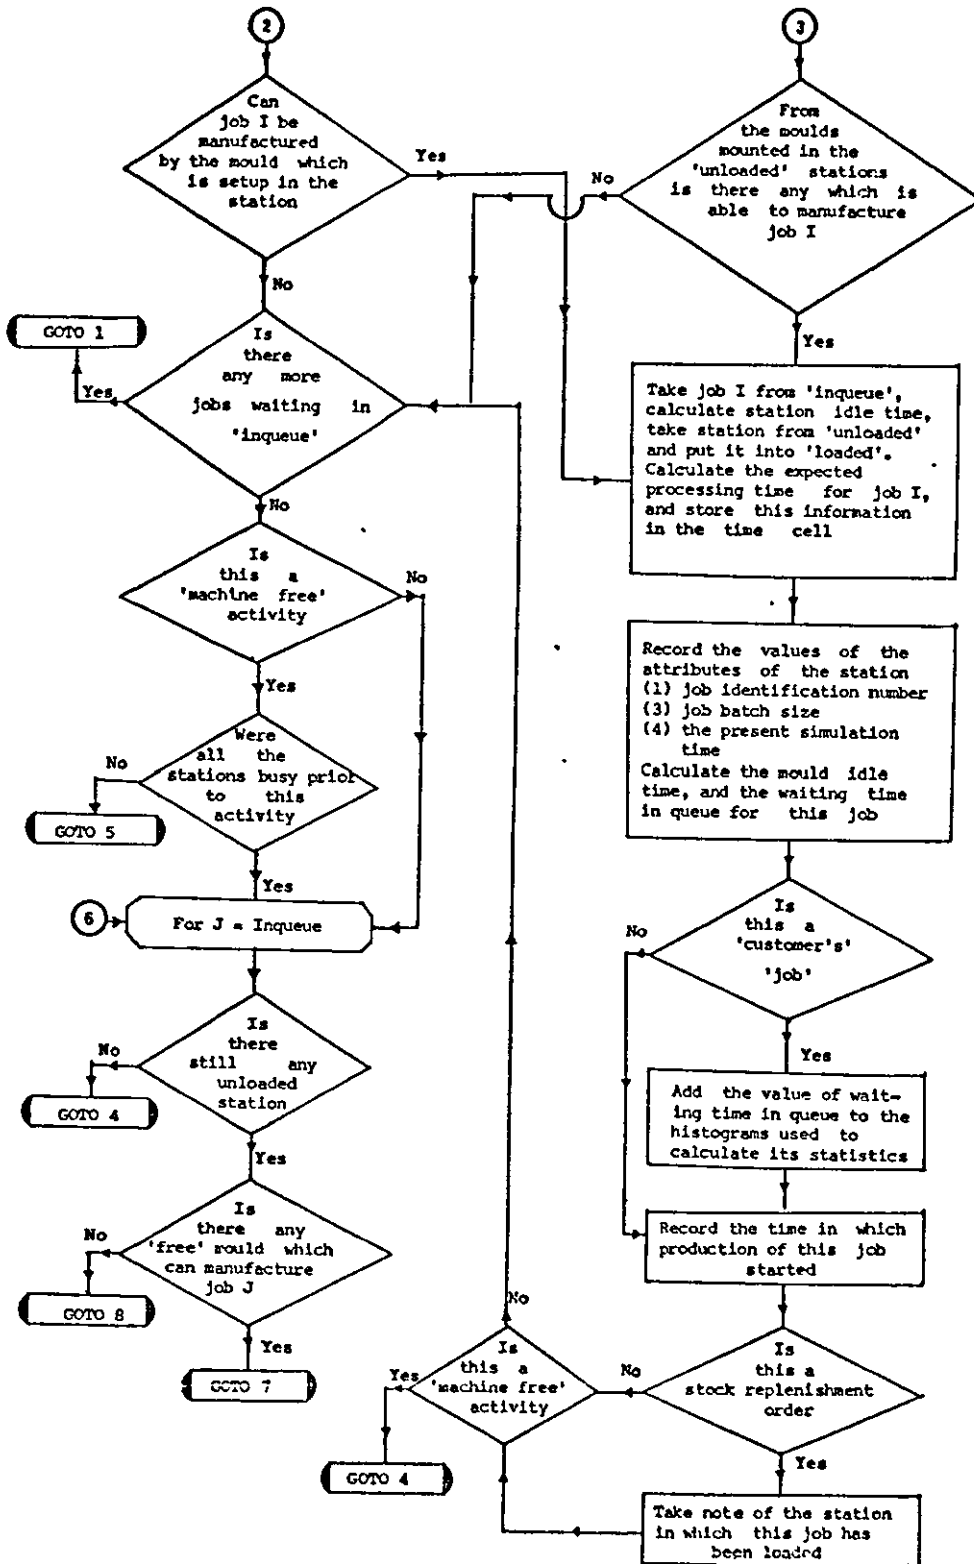 2
Can
job I be
manufactured
by the mould which
is setup in the
station
Yes
No
GOTO 1
Yes
Is
there
any more
jobs waiting in
'inqueue'
No
Is
this a
'machine free'
activity
No
Yes
Were
all the
stations busy prior
to this
activity
No
GOTO 5
Yes
6
For J = Inqueue
Is
there
still any
unloaded
station
No
GOTO 4
Yes
Is
there any
'free' mould which
can manufacture
job J
No
GOTO 8
Yes
GOTO 7
3
From
the moulds
mounted in the
'unloaded' stations
is there any which is
able to manufacture
job I
No
Yes
Take job I from 'inqueue',
calculate station idle time,
take station from 'unloaded'
and put it into 'loaded'.
Calculate the expected
processing time for job I,
and store this information
in the time cell
Record the values of the
attributes of the station
(1) job identification number
(3) job batch size
(4) the present simulation
time
Calculate the mould idle
time, and the waiting time
in queue for this job
Is
this a
'customer's'
'job'
No
Yes
Add the value of wait-
ing time in queue to the
histograms used to
calculate its statistics
Record the time in which
production of this job
started
Is
this a
stock replenishment
order
No
Yes
Take note of the station
in which this job has
been loaded
Is
this a
'machine free'
activity
No
Yes
GOTO 4